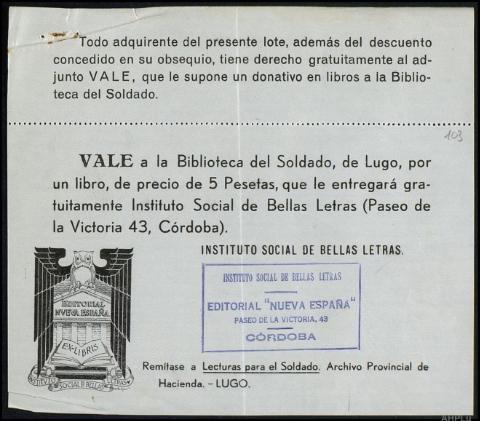 Todo adquirente del presente lote, además del descuento
concedido en su obsequio, tiene derecho gratuitamente al ad-
junto VALE, que le supone un donativo en libros a la Biblio-
teca del Soldado.
103
VALE a la Biblioteca del Soldado, de Lugo, por
un libro, de precio de 5 Pesetas, que le entregará gra-
tuitamente Instituto Social de Bellas Letras (Paseo de
la Victoria 43, Córdoba).
INSTITUTO SOCIAL DE BELLAS LETRAS.
EDITORIAL
NUEVA ESPAÑA
EX-LIBRIS
INSTITUTO SOCIAL D BELLAS LETRAS
INSTITUTO SOCIAL DE BELLAS LETRAS
EDITORIAL "NUEVA ESPAÑA"
PASEO DE LA VICTORIA, 43
CÓRDOBA
Remítase a Lecturas para el Soldado. Archivo Provincial de
Hacienda. - LUGO.
AHPLU